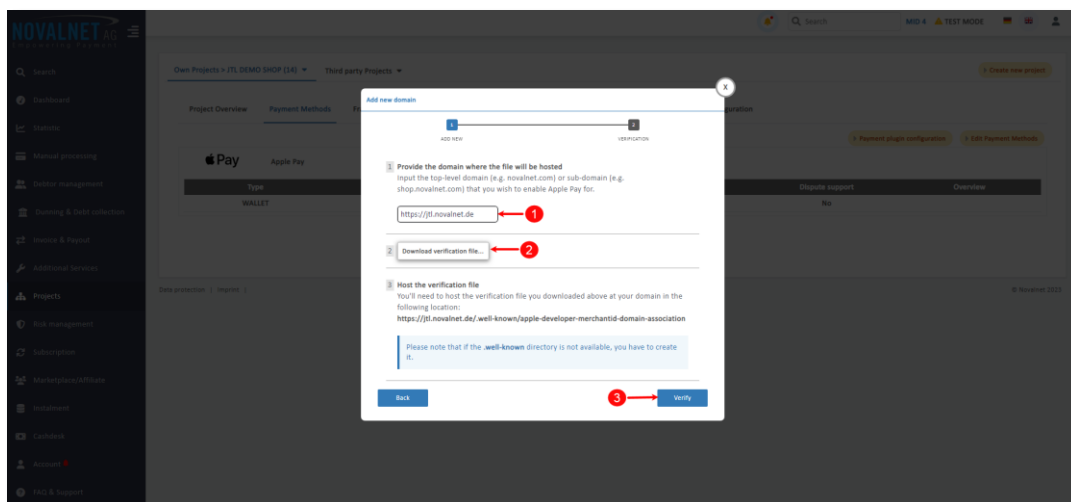 NOVALNET AG
Search
MID A
TEST MODE
Search
Own Projects > JTL DEMO SHOP (14)
Third party Projects
Create new project
Dashboard
Project Overview
Payment Methods
Statistic
Payment plugin configuration
Edit Payment Methods
Manual processing
Pay
Apple Pay
Debtor management
Type
Dispute support
Overview
WALLET
No
Dunning & Debt collection
Invoice & Payout
Additional Services
Projects
Data protection
Imprint
© Novalnet 2023
Risk management
Subscription
Marketplace/Affiliate
Instalment
Cashdesk
Account
FAQ & Support
X
Add new domain
1
2
ADD NEW
VERIFICATION
1 Provide the domain where the file will be hosted
Input the top-level domain (e.g. novalnet.com) or sub-domain (e.g.
shop.novalnet.com) that you wish to enable Apple Pay for.
https://jtl.novalnet.de
1
2 Download verification file...
2
3 Host the verification file
You'll need to host the verification file you downloaded above at your domain in the
following location:
https://jtl.novalnet.de/.well-known/apple-developer-merchantid-domain-association
Please note that if the .well-known directory is not available, you have to create
it.
Back
3
Verify